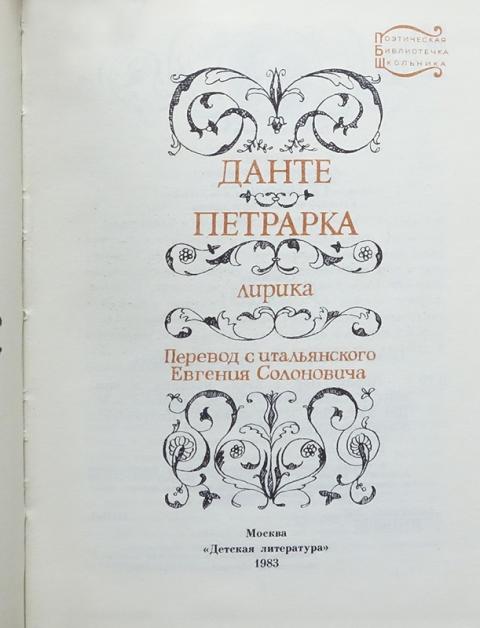 Поэтическая
Библиотечка
Школьника
ДАНТЕ
ПЕТРАРКА
лирика
Перевод с итальянского
Евгения Солоновича
Москва
«Детская литература»
1983